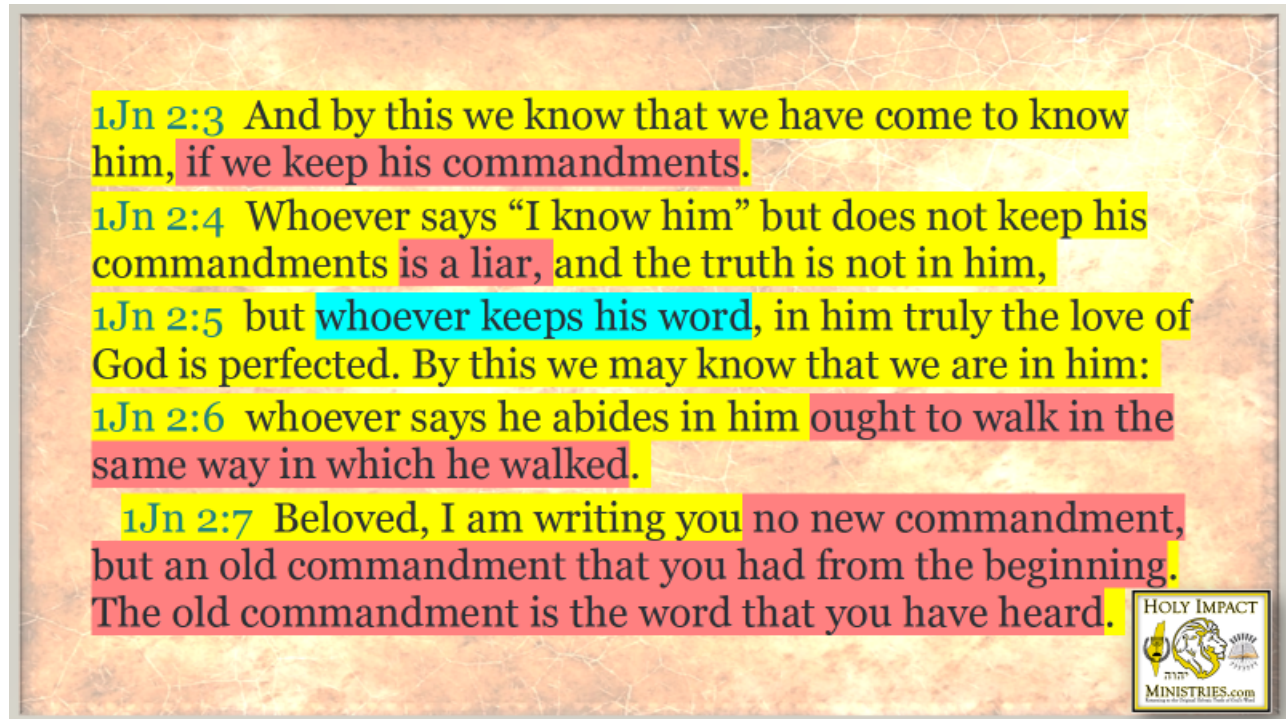 1Jn 2:3 And by this we know that we have come to know
him, if we keep his commandments.
1Jn 2:4 Whoever says “I know him” but does not keep his
commandments is a liar, and the truth is not in him,
1Jn 2:5 but whoever keeps his word, in him truly the love of
God is perfected. By this we may know that we are in him:
1Jn 2:6 whoever says he abides in him ought to walk in the
same way in which he walked.
1Jn 2:7 Beloved, I am writing you no new commandment,
but an old commandment that you had from the beginning.
The old commandment is the word that you have heard.
HOLY IMPACT
יהוה
MINISTRIES.com